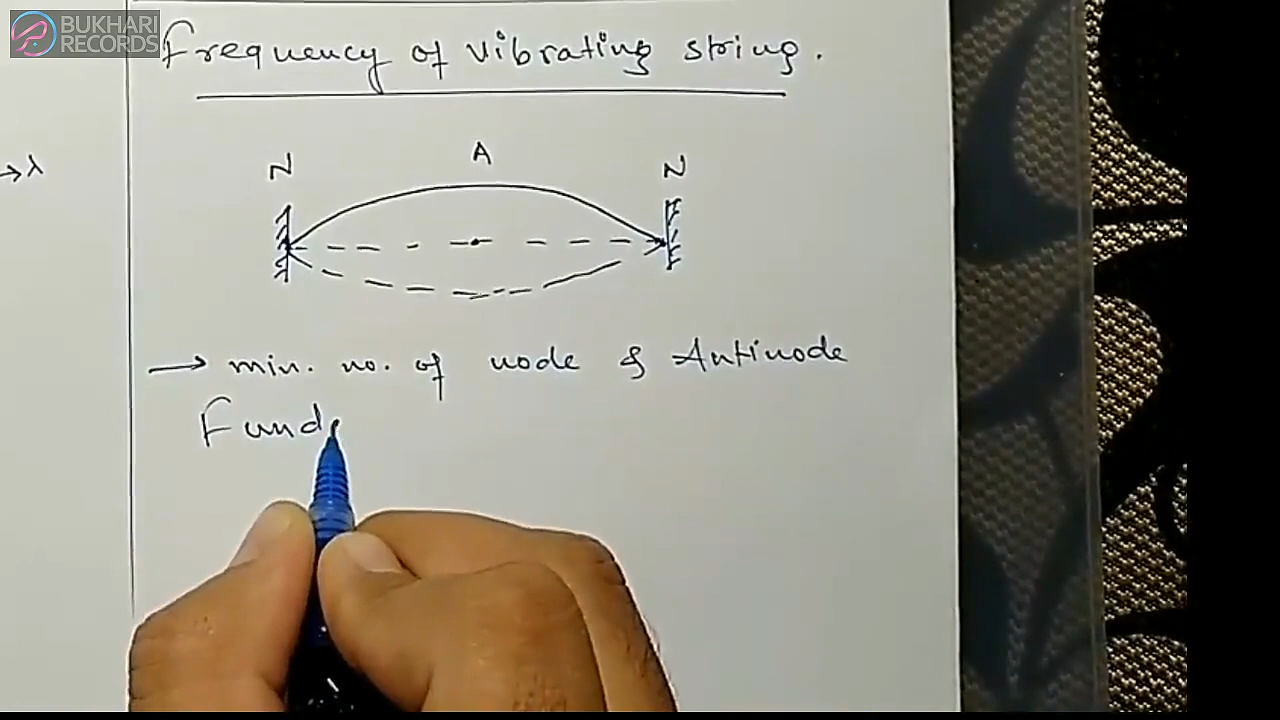 BUKHARI
RECORDS
Frequency of vibrating string.
N A N
→ λ
→ min. no. of node & Antinode
Fund